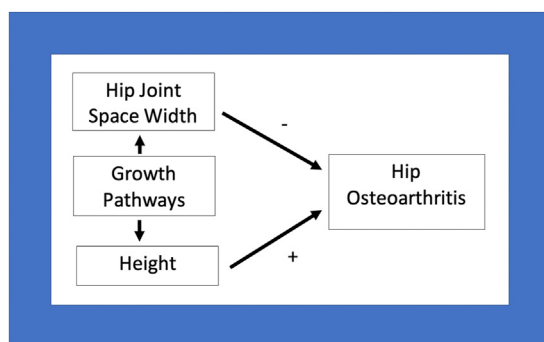 Hip Joint
Space Width
-
Growth
Pathways
Hip
Osteoarthritis
Height
+